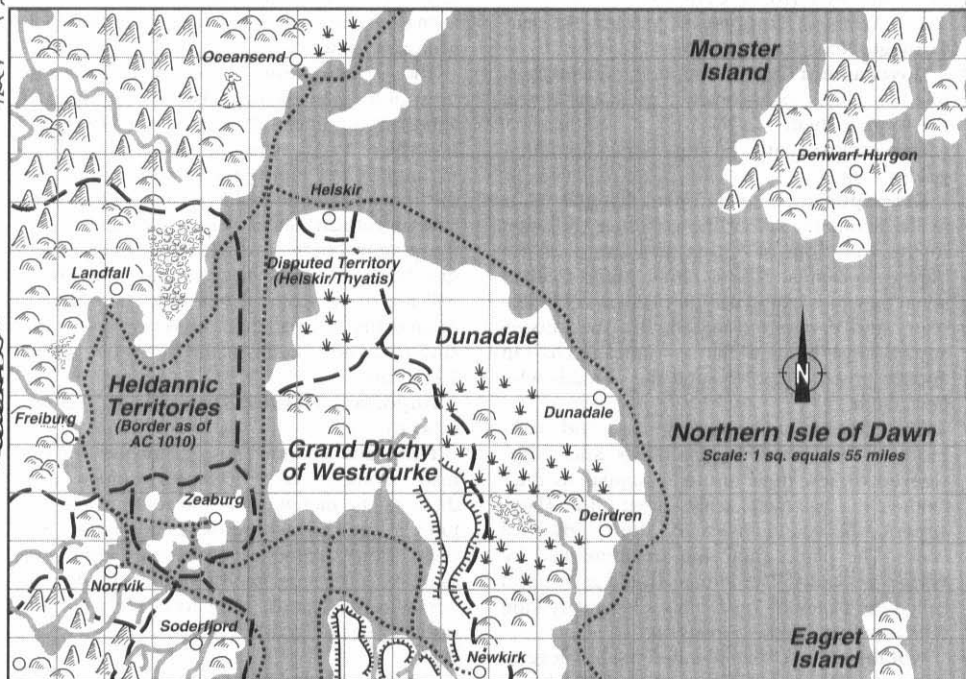 Oceansend
Monster
Island
Denwarf-Hurgon
Helskir
Landfall
Disputed Territory
(Helskir/Thyatis)
Dunadale
Heldannic
Territories
(Border as of
AC 1010)
Freiburg
Dunadale
N
Northern Isle of Dawn
Scale: 1 sq. equals 55 miles
Grand Duchy
of Westrourke
Zeaburg
Deirdren
Norrvik
Soderfjord
Newkirk
Eagret
Island